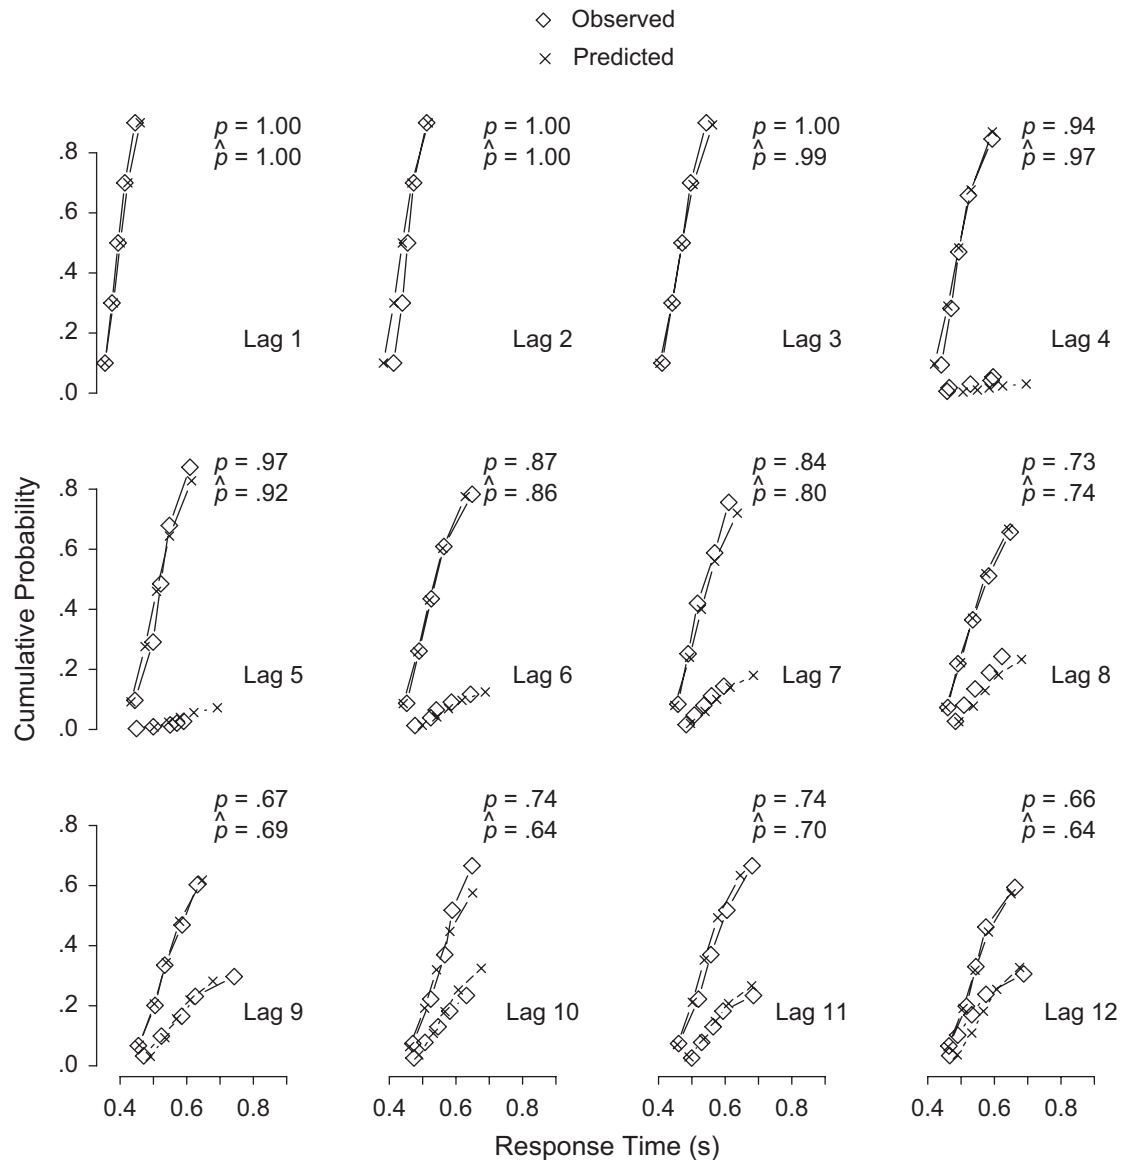 Observed
Predicted
Cumulative Probability
.8
.6
.4
.2
.0
p = 1.00
p̂ = 1.00
Lag 1
p = 1.00
p̂ = 1.00
Lag 2
p = 1.00
p̂ = .99
Lag 3
p = .94
p̂ = .97
Lag 4
.8
.6
.4
.2
.0
p = .97
p̂ = .92
Lag 5
p = .87
p̂ = .86
Lag 6
p = .84
p̂ = .80
Lag 7
p = .73
p̂ = .74
Lag 8
.8
.6
.4
.2
.0
p = .67
p̂ = .69
Lag 9
p = .74
p̂ = .64
Lag 10
p = .74
p̂ = .70
Lag 11
p = .66
p̂ = .64
Lag 12
0.4 0.6 0.8
0.4 0.6 0.8
0.4 0.6 0.8
0.4 0.6 0.8
Response Time (s)